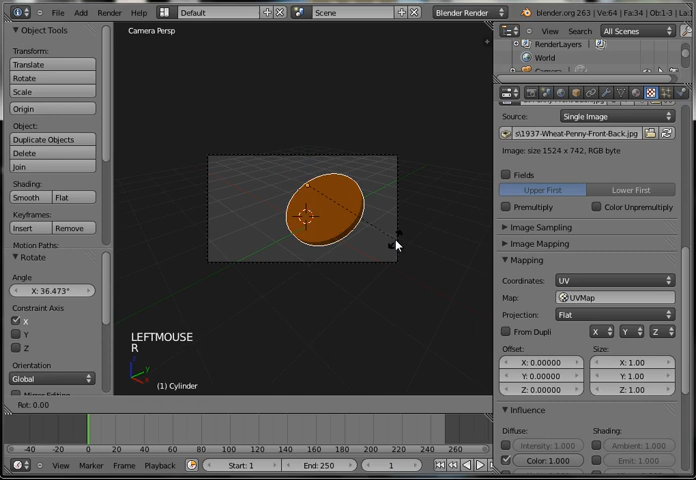 File Add Render Help Default Scene Blender Render blender.org 263 | Ve:64 | Fa:34 | Ob:1-3 | La:
Object Tools
Transform:
Translate
Rotate
Scale
Origin
Object:
Duplicate Objects
Delete
Join
Shading:
Smooth Flat
Keyframes:
Insert Remove
Motion Paths:
Rotate
Angle
X: 36.473°
Constraint Axis
X
Y
Z
Orientation
Global
Camera Persp
LEFTMOUSE
R
(1) Cylinder
Rot: 0.00
View Search All Scenes
RenderLayers
World
Source: Single Image
s\1937-Wheat-Penny-Front-Back.jpg
Image: size 1524 x 742, RGB byte
Fields
Upper First Lower First
Premultiply Color Unpremultiply
Image Sampling
Image Mapping
Mapping
Coordinates: UV
Map: UVMap
Projection: Flat
From Dupli X Y Z
Offset: Size:
X: 0.00000 X: 1.00
Y: 0.00000 Y: 1.00
Z: 0.00000 Z: 1.00
Influence
Diffuse: Shading:
Intensity: 1.000 Ambient: 1.000
Color: 1.000 Emit: 1.000
-40 -20 0 20 40 60 80 100 120 140 160 180 200 220 240 260
View Marker Frame Playback Start: 1 End: 250 1